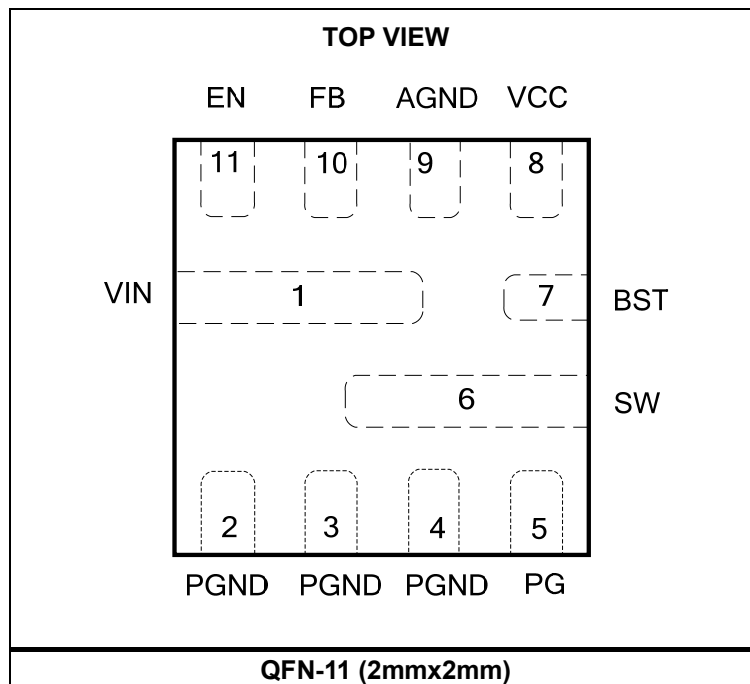 TOP VIEW
EN FB AGND VCC
11 10 9 8
VIN 1 7 BST
6 SW
2 3 4 5
PGND PGND PGND PG
QFN-11 (2mmx2mm)